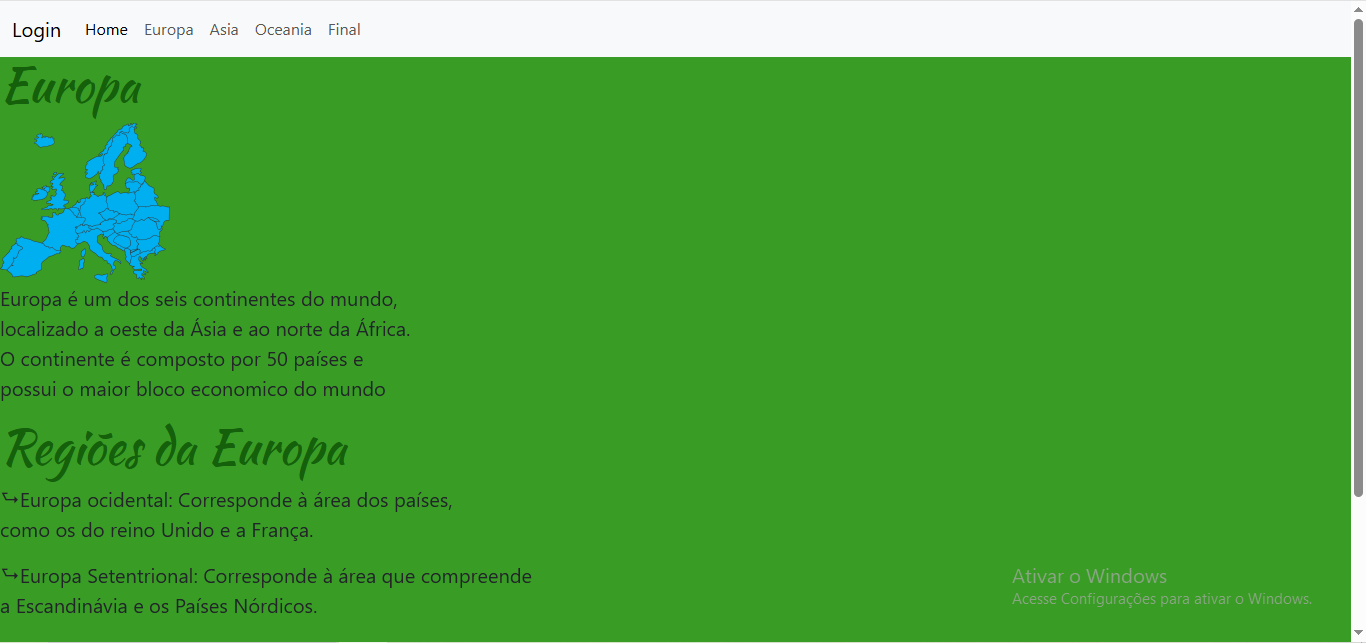 Login Home Europa Asia Oceania Final
Europa
Europa é um dos seis continentes do mundo,
localizado a oeste da Ásia e ao norte da África.
O continente é composto por 50 países e
possui o maior bloco economico do mundo
Regiões da Europa
↪Europa ocidental: Corresponde à área dos países,
como os do reino Unido e a França.
↪Europa Setentrional: Corresponde à área que compreende
a Escandinávia e os Países Nórdicos.
Ativar o Windows
Acesse Configurações para ativar o Windows.